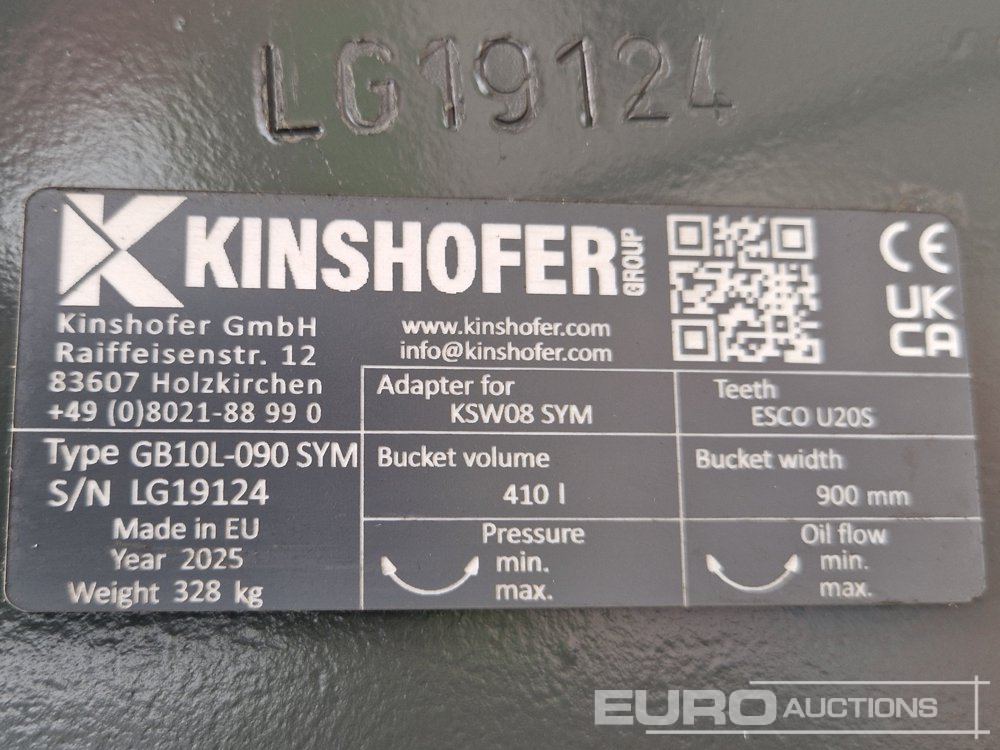 LG19124
KINSHOFER GROUP
Kinshofer GmbH
Raiffeisenstr. 12
83607 Holzkirchen
+49 (0)8021-88 99 0
www.kinshofer.com
info@kinshofer.com
CE
UK
CA
Adapter for
KSW08 SYM
Teeth
ESCO U20S
Type GB10L-090 SYM
S/N LG19124
Made in EU
Year 2025
Weight 328 kg
Bucket volume
410 l
Bucket width
900 mm
Pressure
min.
max.
Oil flow
min.
max.
EURO AUCTIONS